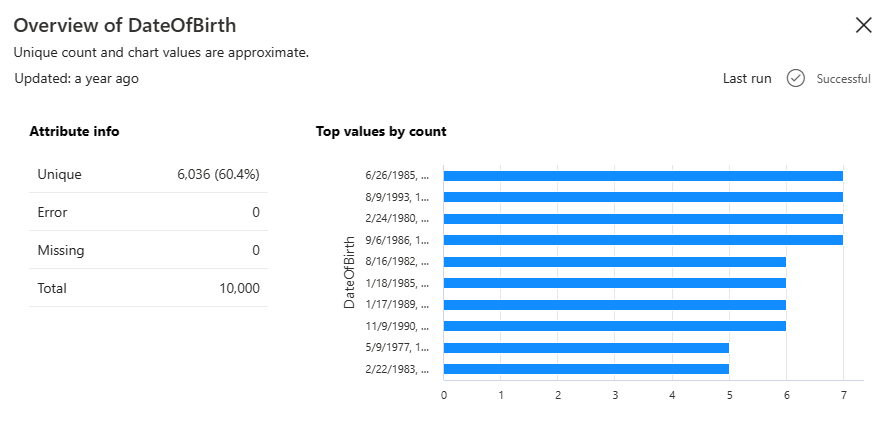 Overview of DateOfBirth
Unique count and chart values are approximate.
Updated: a year ago
Last run Successful
Attribute info
Unique 6,036 (60.4%)
Error 0
Missing 0
Total 10,000
Top values by count
DateOfBirth
6/26/1985, ...
8/9/1993, 1...
2/24/1980, ...
9/6/1986, 1...
8/16/1982, ...
1/18/1985, ...
1/17/1989, ...
11/9/1990, ...
5/9/1977, 1...
2/22/1983, ...
0 1 2 3 4 5 6 7